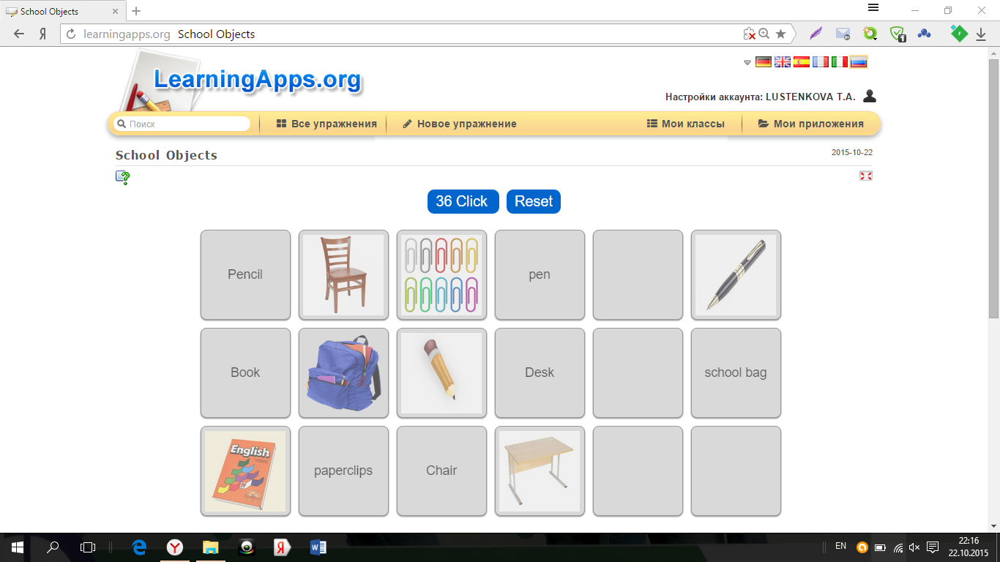 School Objects
learningapps.org School Objects
1
F
LearningApps.org
Настройки аккаунта: LUSTENKOVA T.A.
Поиск
Все упражнения
Новое упражнение
Мои классы
Мои приложения
School Objects
2015-10-22
36 Click
Reset
Pencil
pen
Book
Desk
school bag
English
paperclips
Chair
EN
22:16
22.10.2015